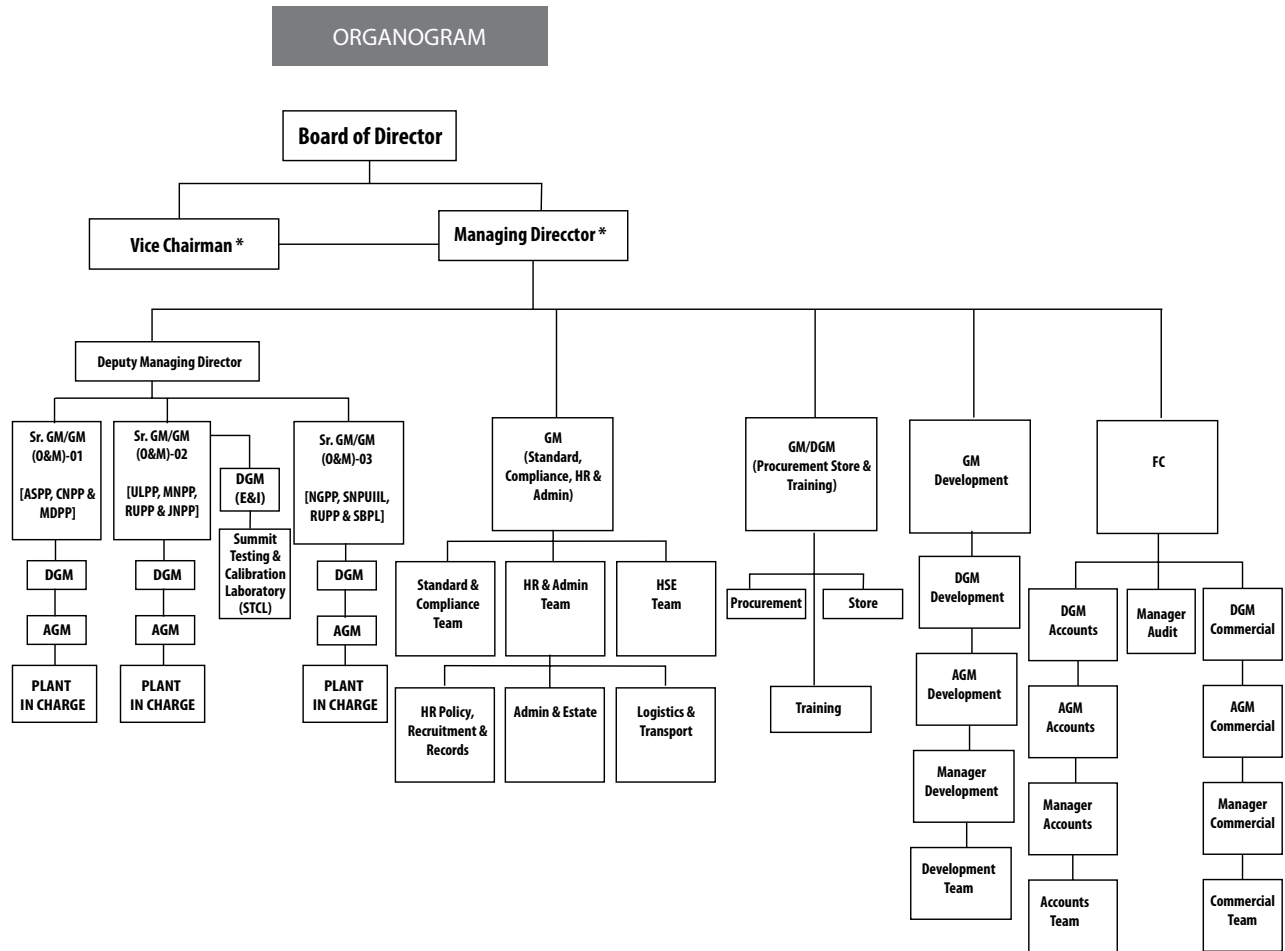 ORGANOGRAM
Board of Director
Vice Chairman *
Managing Direcctor *
Deputy Managing Director
Sr. GM/GM
(O&M)-01
[ASPP, CNPP &
MDPP]
DGM
AGM
PLANT
IN CHARGE
Sr. GM/GM
(O&M)-02
[ULPP, MNPP,
RUPP & JNPP]
DGM
AGM
PLANT
IN CHARGE
DGM
(E&I)
Summit
Testing &
Calibration
Laboratory
(STCL)
Sr. GM/GM
(O&M)-03
[NGPP, SNPUIIL,
RUPP & SBPL]
DGM
AGM
PLANT
IN CHARGE
GM
(Standard,
Compliance, HR &
Admin)
Standard &
Compliance
Team
HR & Admin
Team
HSE
Team
HR Policy,
Recruitment &
Records
Admin & Estate
Logistics &
Transport
GM/DGM
(Procurement Store &
Training)
Procurement
Store
Training
GM
Development
DGM
Development
AGM
Development
Manager
Development
Development
Team
FC
DGM
Accounts
AGM
Accounts
Manager
Accounts
Accounts
Team
Manager
Audit
DGM
Commercial
AGM
Commercial
Manager
Commercial
Commercial
Team